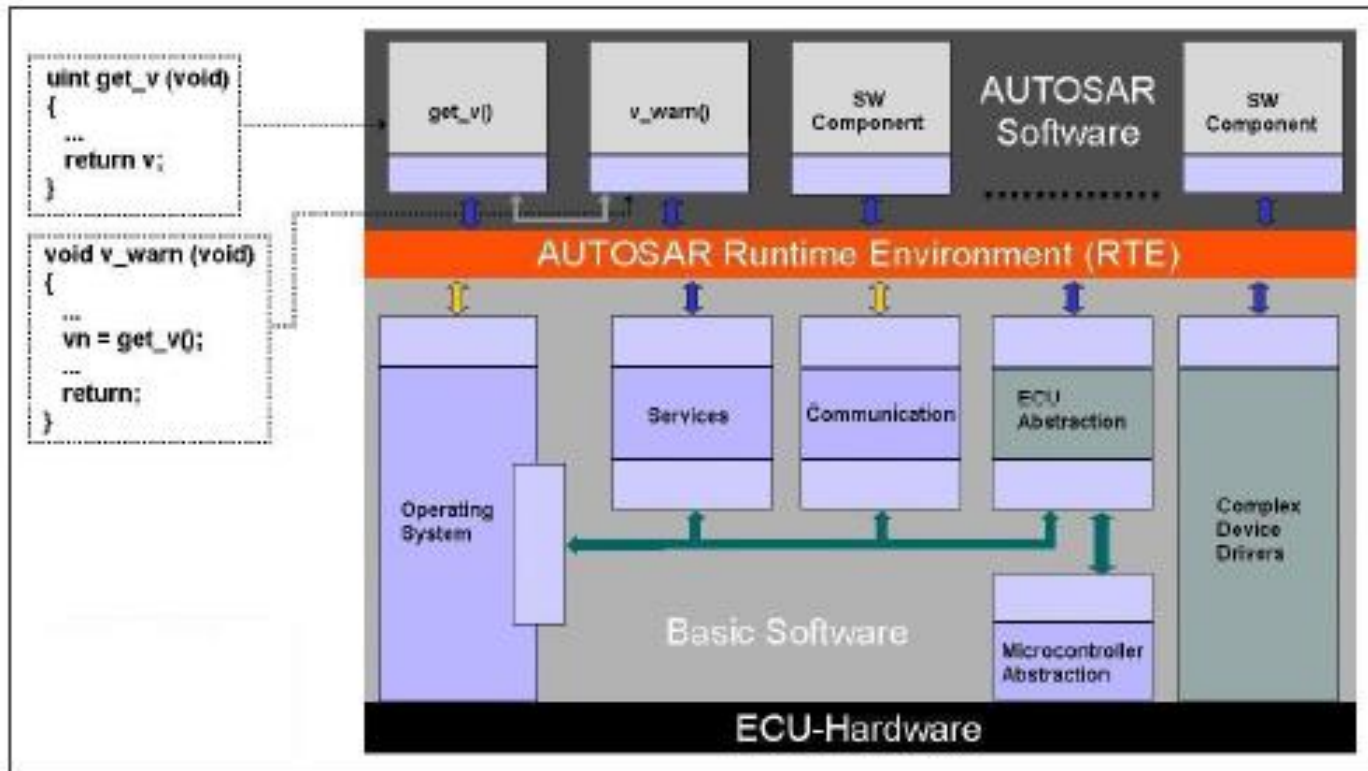 uint get_v (void)
{
...
return v;
}
void v_warn (void)
{
...
vn = get_v();
...
return;
}
get_v()
v_warn()
SW
Component
AUTOSAR
Software
SW
Component
AUTOSAR Runtime Environment (RTE)
Operating
System
Services
Communication
ECU
Abstraction
Complex
Device
Drivers
Basic Software
Microcontroller
Abstraction
ECU-Hardware